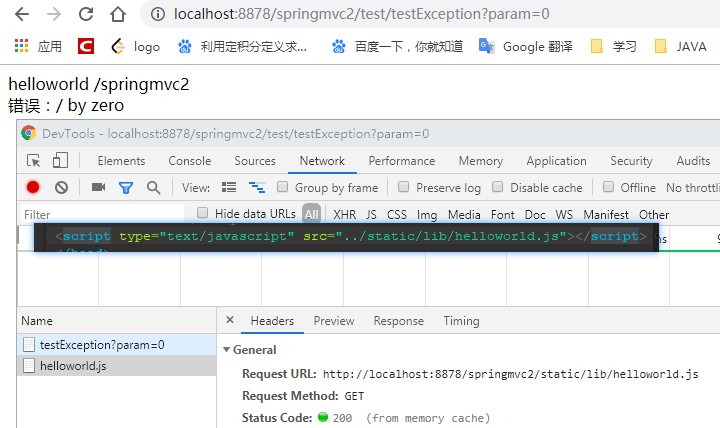 localhost:8878/springmvc2/test/testException?param=0
应用 C logo 利用定积分定义求... 百度一下，你就知道 Google 翻译 学习 JAVA
helloworld /springmvc2
错误：/ by zero
DevTools - localhost:8878/springmvc2/test/testException?param=0
Elements Console Sources Network Performance Memory Application Security Audits
View: Group by frame Preserve log Disable cache Offline No throttli
Filter Hide data URLs All XHR JS CSS Img Media Font Doc WS Manifest Other
<script type="text/javascript" src="../static/lib/helloworld.js"></script>
Name × Headers Preview Response Timing
testException?param=0
helloworld.js
General
Request URL: http://localhost:8878/springmvc2/static/lib/helloworld.js
Request Method: GET
Status Code: 200 (from memory cache)